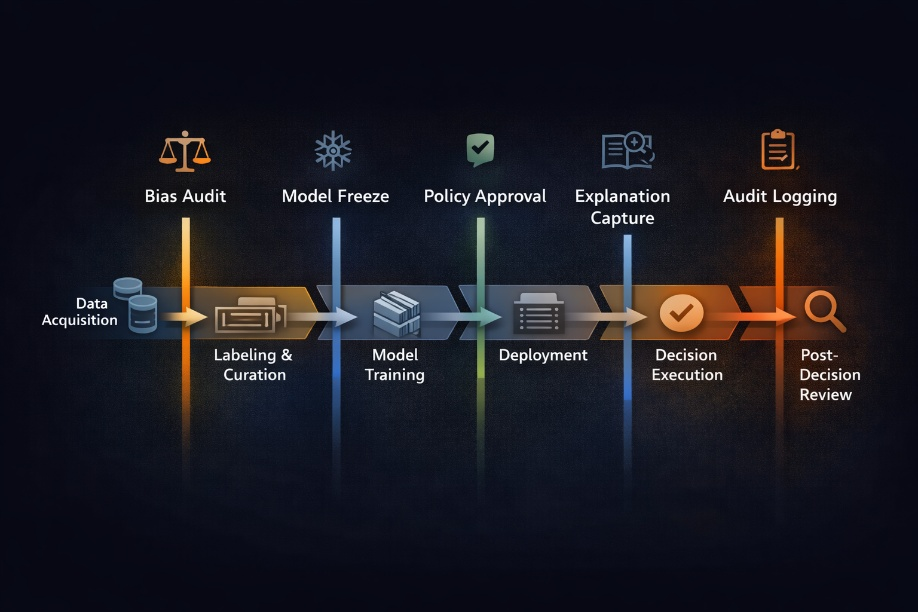 Bias Audit
Model Freeze
Policy Approval
Explanation
Capture
Audit Logging
Data
Acquisition
Labeling &
Curation
Model
Training
Deployment
Decision
Execution
Post-
Decision
Review